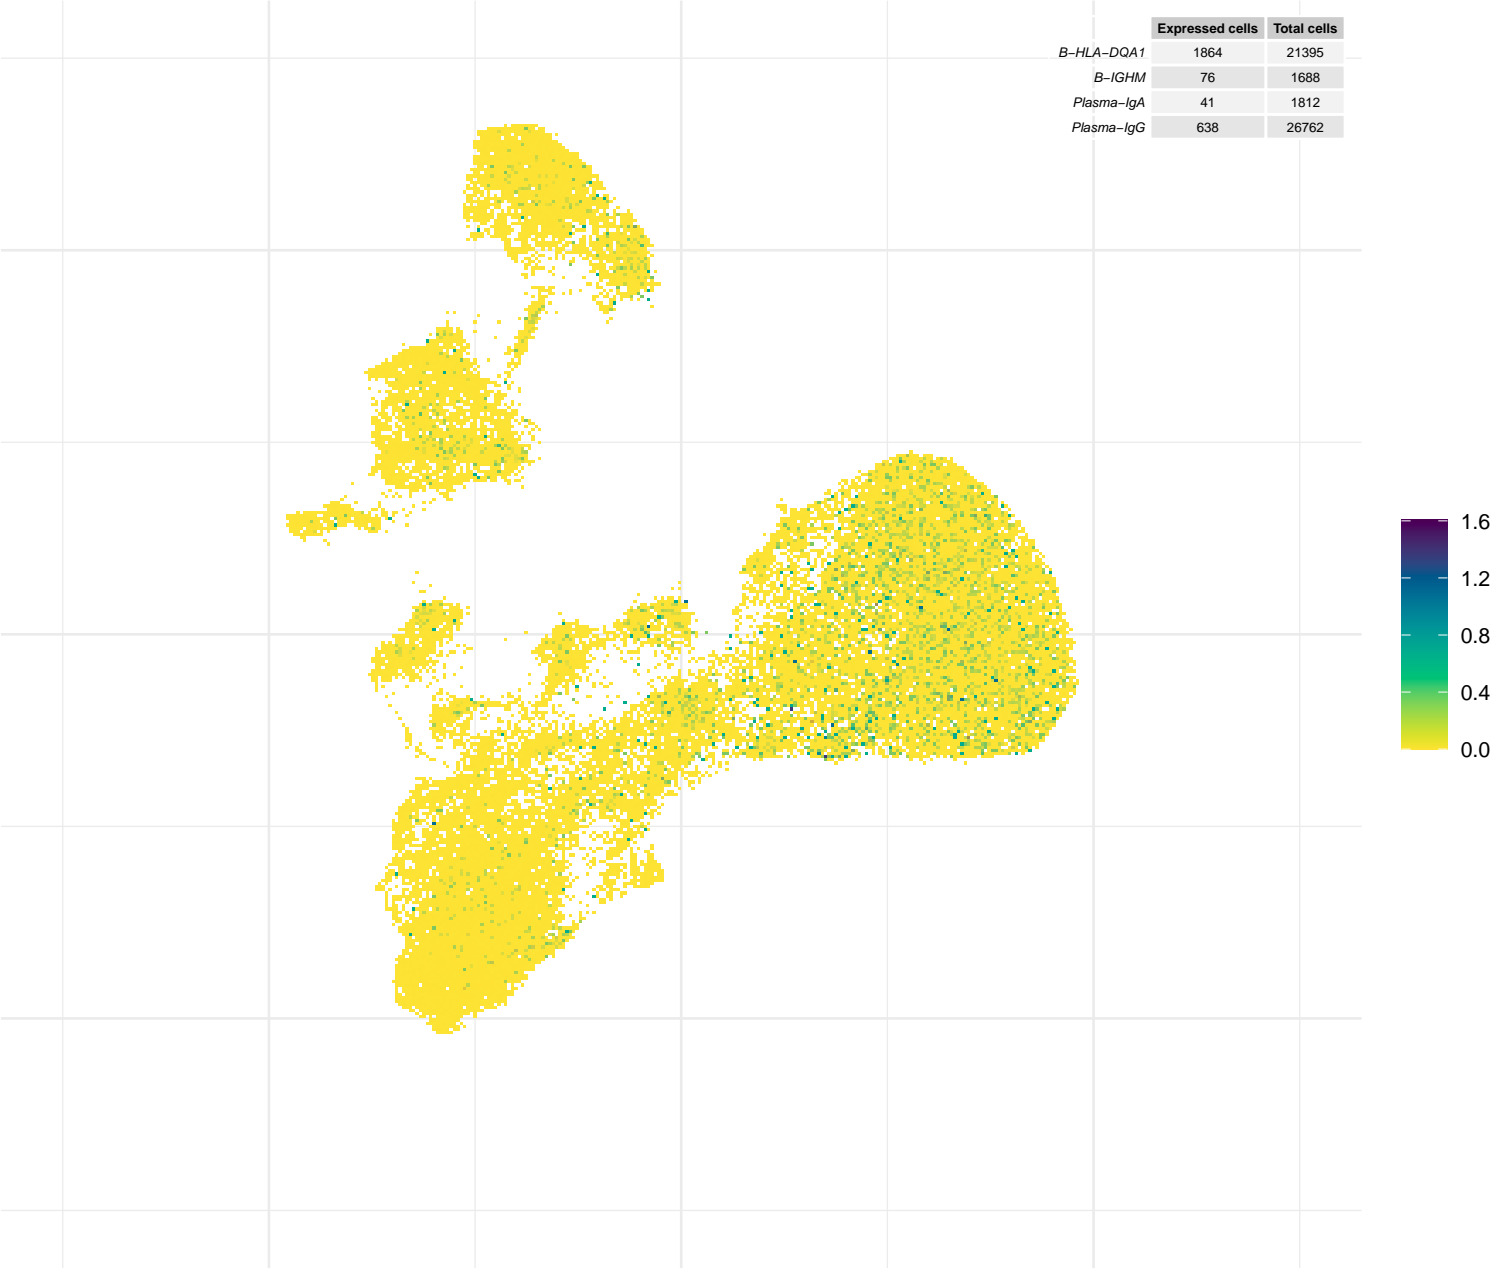 Expressed cells Total cells
B−HLA−DQA1 1864 21395
B−IGHM 76 1688
Plasma−IgA 41 1812
Plasma−IgG 638 26762
1.6
1.2
0.8
0.4
0.0